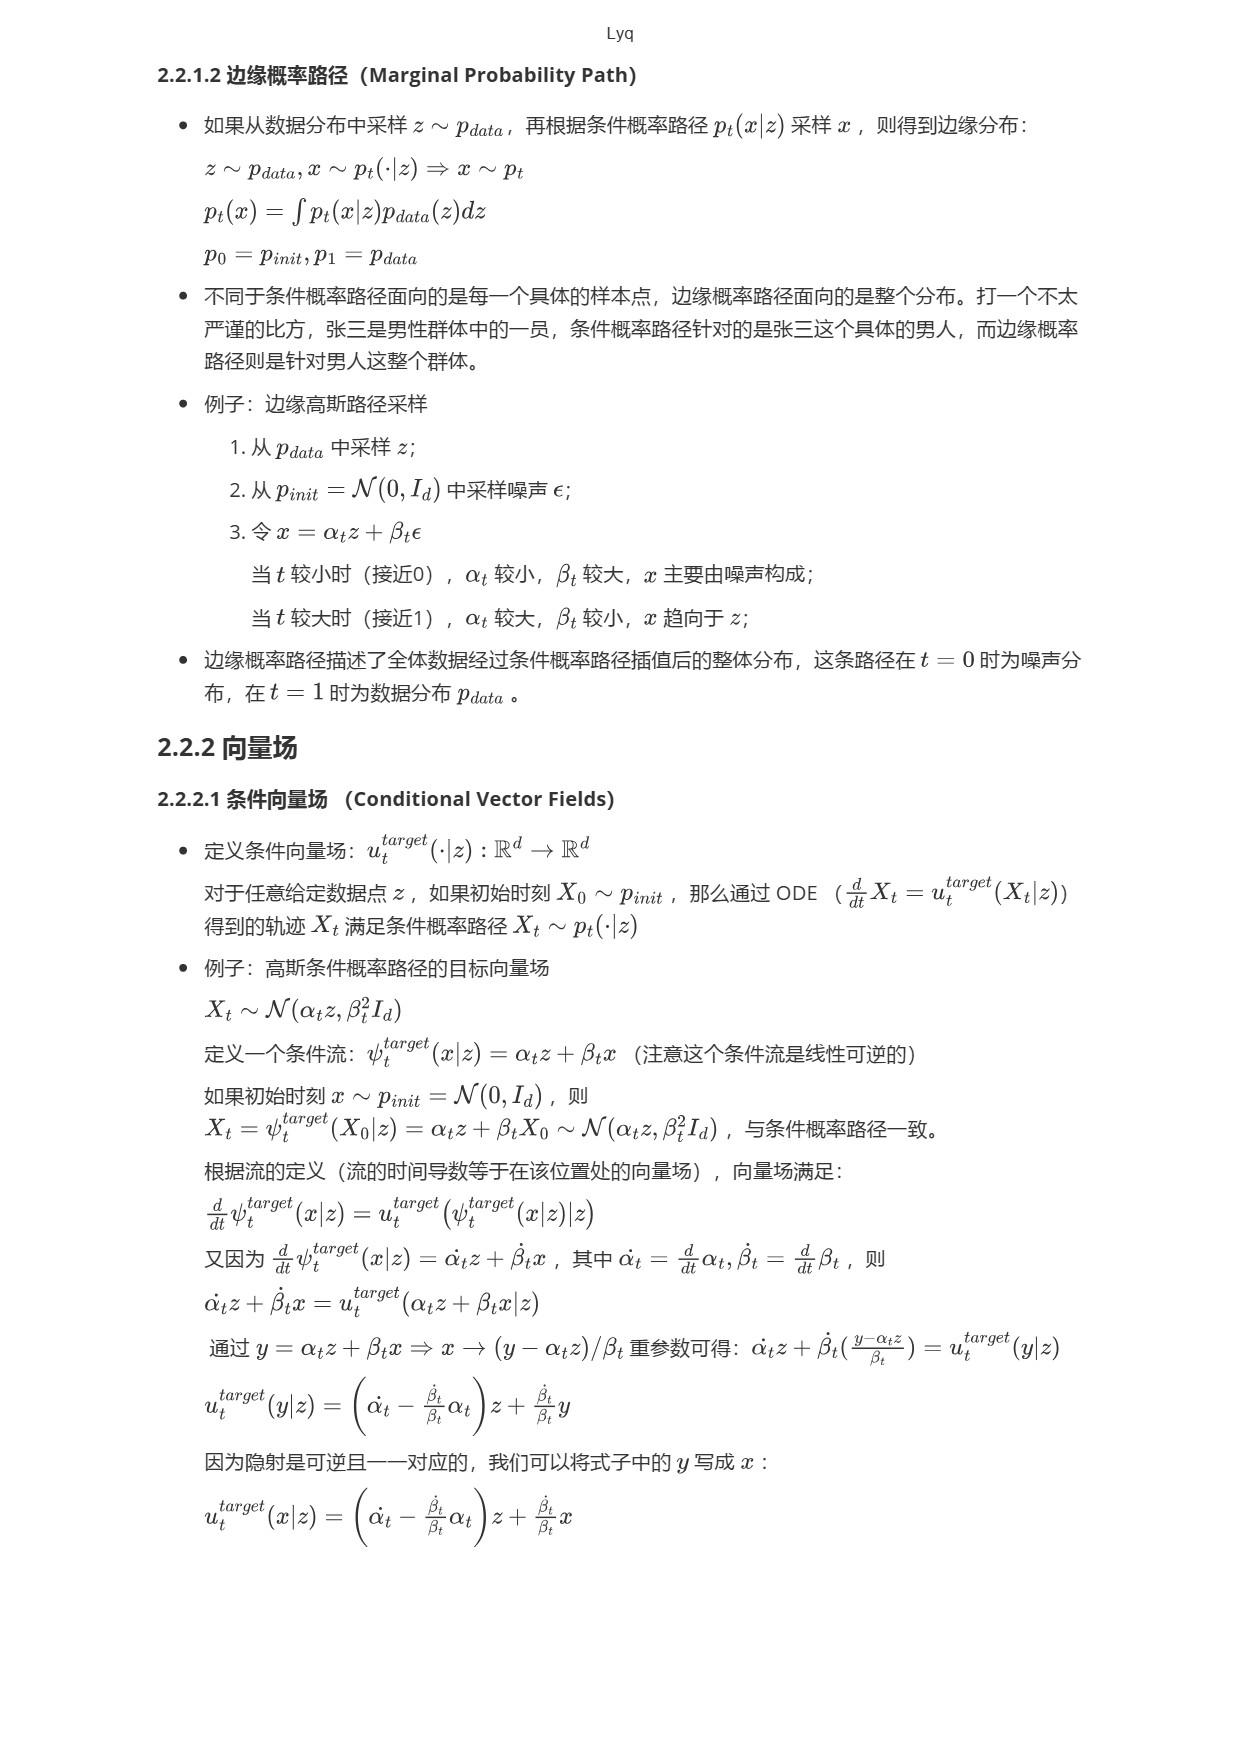 Lyq
2.2.1.2 边缘概率路径（Marginal Probability Path）
• 如果从数据分布中采样 $z \sim p_{data}$，再根据条件概率路径 $p_t(x|z)$ 采样 $x$ ，则得到边缘分布：
$z \sim p_{data}, x \sim p_t(\cdot|z) \Rightarrow x \sim p_t$
$p_t(x) = \int p_t(x|z)p_{data}(z)dz$
$p_0 = p_{init}, p_1 = p_{data}$
• 不同于条件概率路径面向的是每一个具体的样本点，边缘概率路径面向的是整个分布。打一个不太
严谨的比方，张三是男性群体中的一员，条件概率路径针对的是张三这个具体的男人，而边缘概率
路径则是针对男人这整个群体。
• 例子：边缘高斯路径采样
1. 从 $p_{data}$ 中采样 $z$；
2. 从 $p_{init} = \mathcal{N}(0, I_d)$ 中采样噪声 $\epsilon$；
3. 令 $x = \alpha_t z + \beta_t \epsilon$
当 $t$ 较小时（接近0），$\alpha_t$ 较小，$\beta_t$ 较大，$x$ 主要由噪声构成；
当 $t$ 较大时（接近1），$\alpha_t$ 较大，$\beta_t$ 较小，$x$ 趋向于 $z$；
• 边缘概率路径描述了全体数据经过条件概率路径插值后的整体分布，这条路径在 $t = 0$ 时为噪声分
布，在 $t = 1$ 时为数据分布 $p_{data}$ 。
2.2.2 向量场
2.2.2.1 条件向量场 （Conditional Vector Fields）
• 定义条件向量场：$u_t^{target}(\cdot|z) : \mathbb{R}^d \to \mathbb{R}^d$
对于任意给定数据点 $z$ ，如果初始时刻 $X_0 \sim p_{init}$ ，那么通过 ODE （$\frac{d}{dt}X_t = u_t^{target}(X_t|z)$）
得到的轨迹 $X_t$ 满足条件概率路径 $X_t \sim p_t(\cdot|z)$
• 例子：高斯条件概率路径的目标向量场
$X_t \sim \mathcal{N}(\alpha_t z, \beta_t^2 I_d)$
定义一个条件流：$\psi_t^{target}(x|z) = \alpha_t z + \beta_t x$ （注意这个条件流是线性可逆的）
如果初始时刻 $x \sim p_{init} = \mathcal{N}(0, I_d)$ ，则
$X_t = \psi_t^{target}(X_0|z) = \alpha_t z + \beta_t X_0 \sim \mathcal{N}(\alpha_t z, \beta_t^2 I_d)$ ，与条件概率路径一致。
根据流的定义（流的时间导数等于在该位置处的向量场），向量场满足：
$\frac{d}{dt}\psi_t^{target}(x|z) = u_t^{target}\left(\psi_t^{target}(x|z)|z\right)$
又因为 $\frac{d}{dt}\psi_t^{target}(x|z) = \dot{\alpha_t} z + \dot{\beta_t} x$ ，其中 $\dot{\alpha_t} = \frac{d}{dt}\alpha_t, \dot{\beta_t} = \frac{d}{dt}\beta_t$ ，则
$\dot{\alpha_t} z + \dot{\beta_t} x = u_t^{target}(\alpha_t z + \beta_t x|z)$
通过 $y = \alpha_t z + \beta_t x \Rightarrow x \to (y - \alpha_t z)/\beta_t$ 重参数可得：$\dot{\alpha_t} z + \dot{\beta_t}(\frac{y - \alpha_t z}{\beta_t}) = u_t^{target}(y|z)$
$u_t^{target}(y|z) = \left(\dot{\alpha_t} - \frac{\dot{\beta_t}}{\beta_t}\alpha_t\right)z + \frac{\dot{\beta_t}}{\beta_t}y$
因为隐射是可逆且一一对应的，我们可以将式子中的 $y$ 写成 $x$ ：
$u_t^{target}(x|z) = \left(\dot{\alpha_t} - \frac{\dot{\beta_t}}{\beta_t}\alpha_t\right)z + \frac{\dot{\beta_t}}{\beta_t}x$